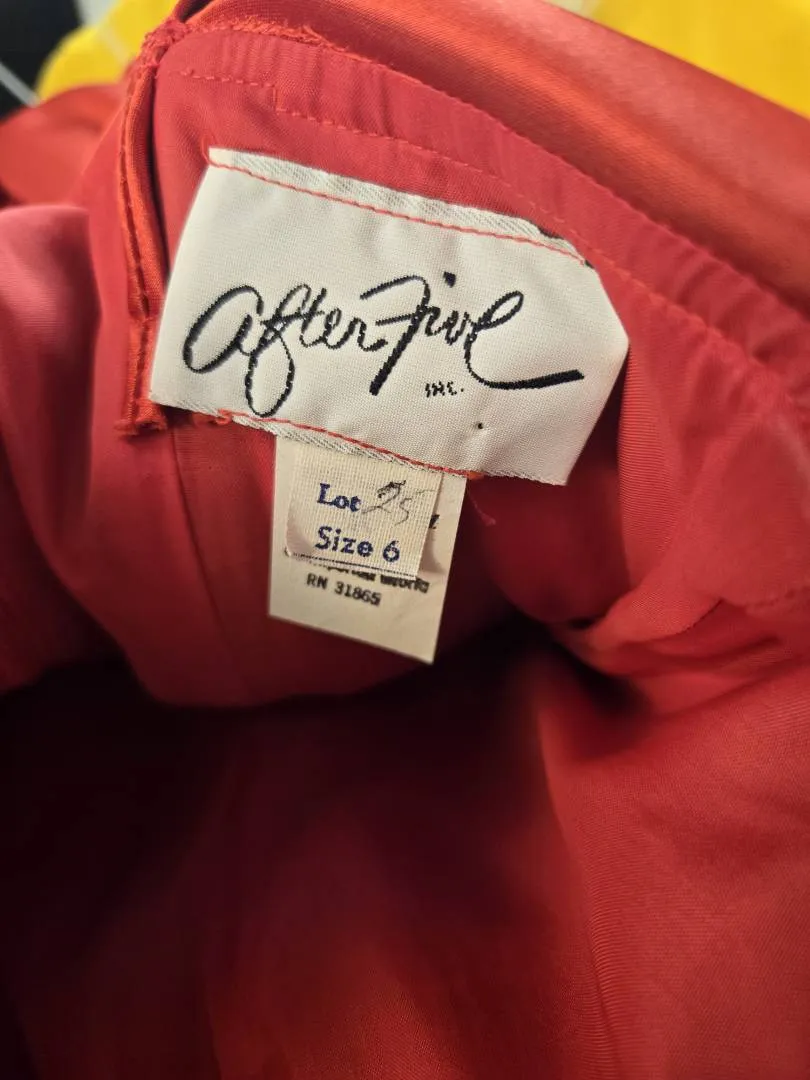 after Five
INC.
Lot 25
Size 6
RN 31865